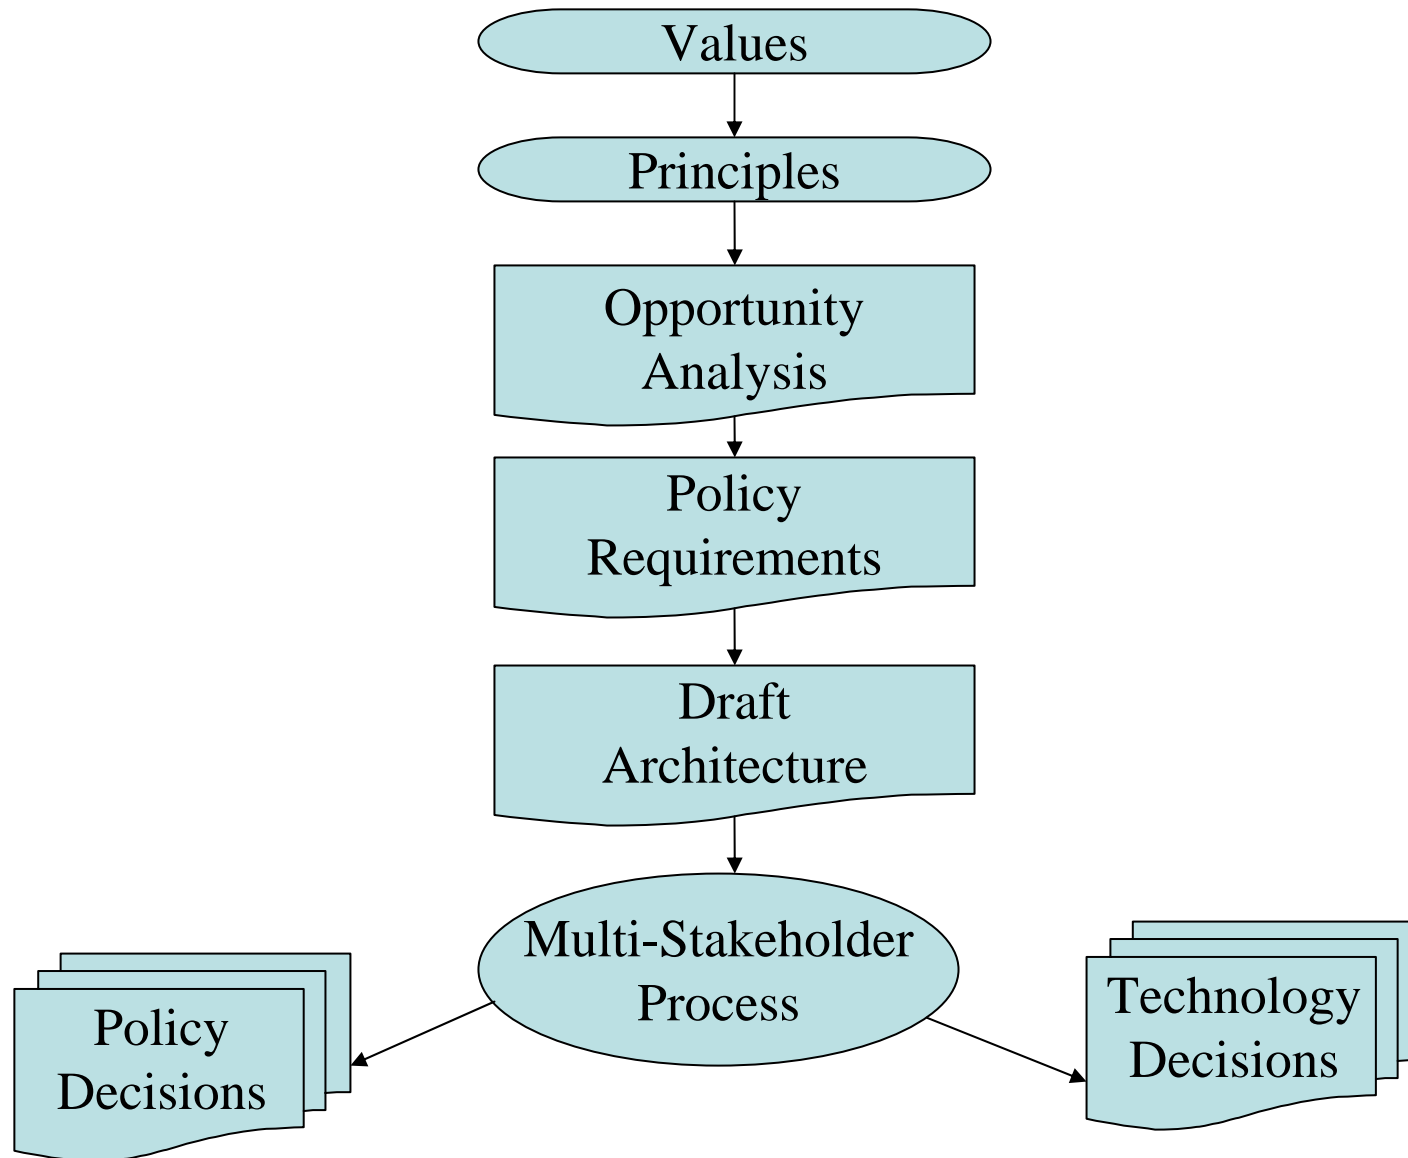 Values
Principles
Opportunity
Analysis
Policy
Requirements
Draft
Architecture
Multi-Stakeholder
Process
Policy
Decisions
Technology
Decisions